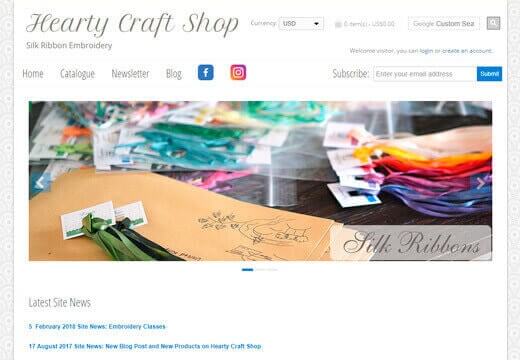 Hearty Craft Shop
Silk Ribbon Embroidery
Currency: USD 0 item(s) - US$0.00 Google Custom Sea
Welcome visitor, you can login or create an account.
Home Catalogue Newsletter Blog Subscribe: Enter your email address Submit
Silk Ribbons
Latest Site News
5 February 2018 Site News: Embroidery Classes
17 August 2017 Site News: New Blog Post and New Products on Hearty Craft Shop